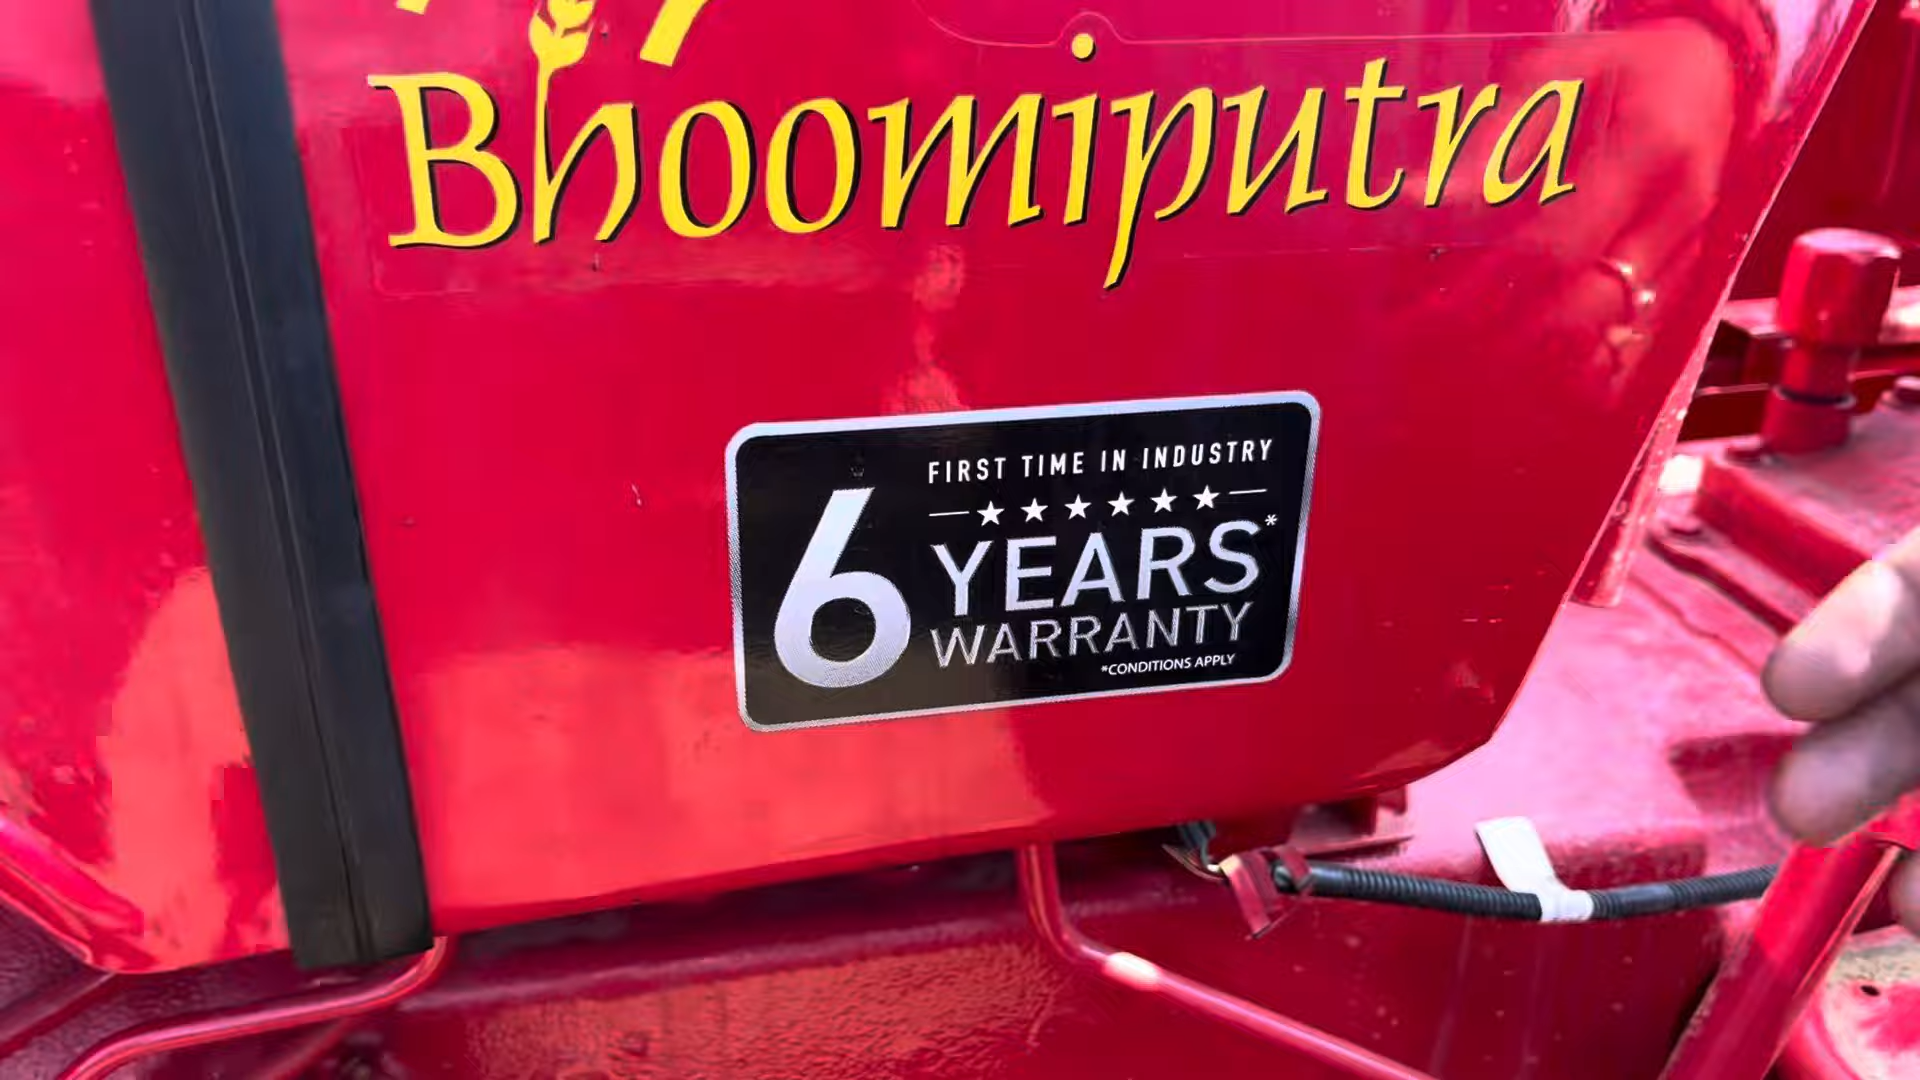 Bhoomiputra
FIRST TIME IN INDUSTRY
6 YEARS*
WARRANTY
*CONDITIONS APPLY